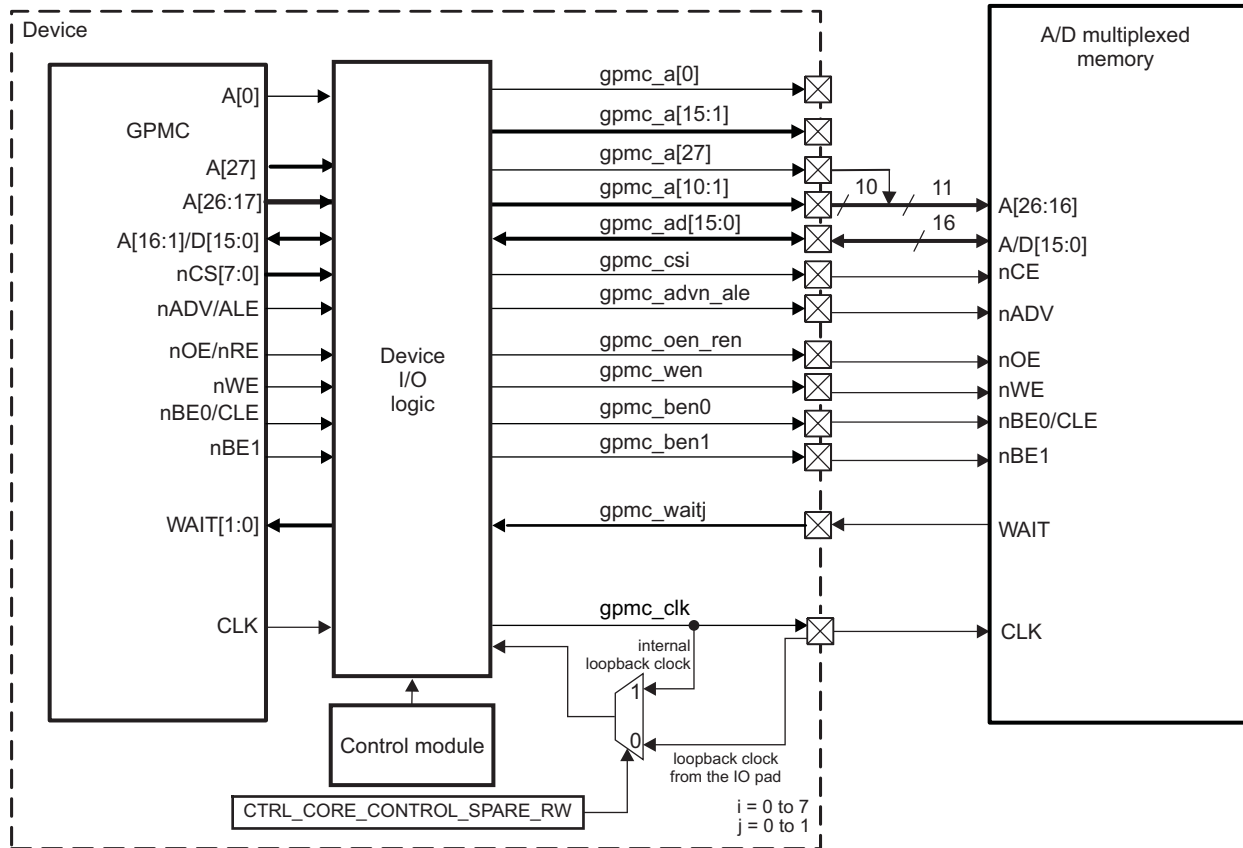 Device
A/D multiplexed
memory
GPMC
A[0]
A[27]
A[26:17]
A[16:1]/D[15:0]
nCS[7:0]
nADV/ALE
nOE/nRE
nWE
nBE0/CLE
nBE1
WAIT[1:0]
CLK
Device
I/O
logic
gpmc_a[0]
gpmc_a[15:1]
gpmc_a[27]
gpmc_a[10:1]
gpmc_ad[15:0]
gpmc_csi
gpmc_advn_ale
gpmc_oen_ren
gpmc_wen
gpmc_ben0
gpmc_ben1
gpmc_waitj
gpmc_clk
10
11
16
A[26:16]
A/D[15:0]
nCE
nADV
nOE
nWE
nBE0/CLE
nBE1
WAIT
CLK
internal
loopback clock
1
0
loopback clock
from the IO pad
Control module
CTRL_CORE_CONTROL_SPARE_RW
i = 0 to 7
j = 0 to 1